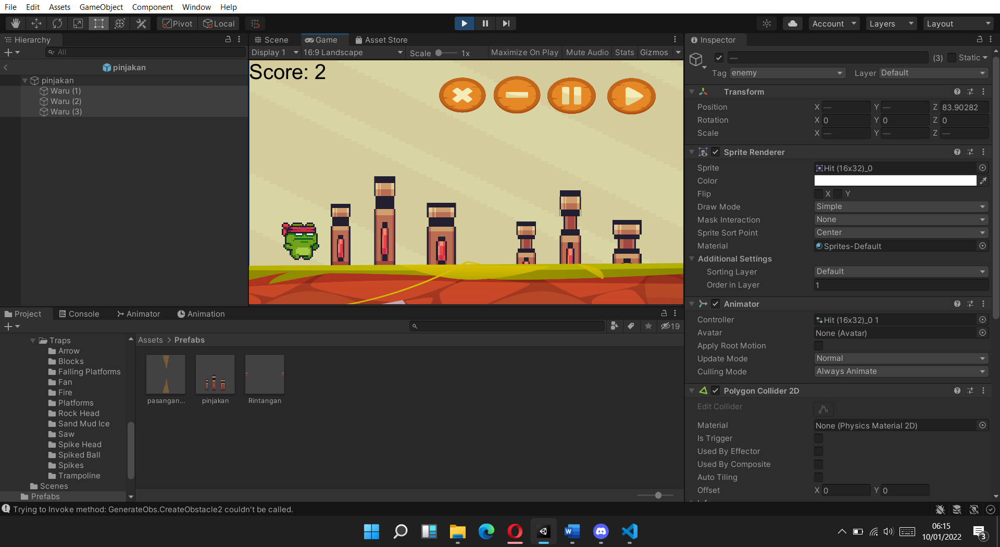 File Edit Assets GameObject Component Window Help
Pivot Local Account Layers Layout
Hierarchy
All
pinjakan
pinjakan
Waru (1)
Waru (2)
Waru (3)
Scene Game Asset Store
Display 1 16:9 Landscape Scale 1x Maximize On Play Mute Audio Stats Gizmos
Score: 2
Inspector
— (3) Static
Tag enemy Layer Default
Transform
Position X — Y — Z 83.90282
Rotation X 0 Y 0 Z 0
Scale X — Y — Z —
Sprite Renderer
Sprite Hit (16x32)_0
Color
Flip X Y
Draw Mode Simple
Mask Interaction None
Sprite Sort Point Center
Material Sprites-Default
Additional Settings
Sorting Layer Default
Order in Layer 1
Animator
Controller Hit (16x32)_0 1
Avatar None (Avatar)
Apply Root Motion
Update Mode Normal
Culling Mode Always Animate
Polygon Collider 2D
Edit Collider
Material None (Physics Material 2D)
Is Trigger
Used By Effector
Used By Composite
Auto Tiling
Offset X 0 Y 0
Project Console Animator Animation
19
Traps
Arrow
Blocks
Falling Platforms
Fan
Fire
Platforms
Rock Head
Sand Mud Ice
Saw
Spike Head
Spiked Ball
Spikes
Trampoline
Scenes
Prefabs
Assets > Prefabs
pasangan... pinjakan Rintangan
Trying to Invoke method: GenerateObs.CreateObstacle2 couldn't be called.
06:15
10/01/2022
3